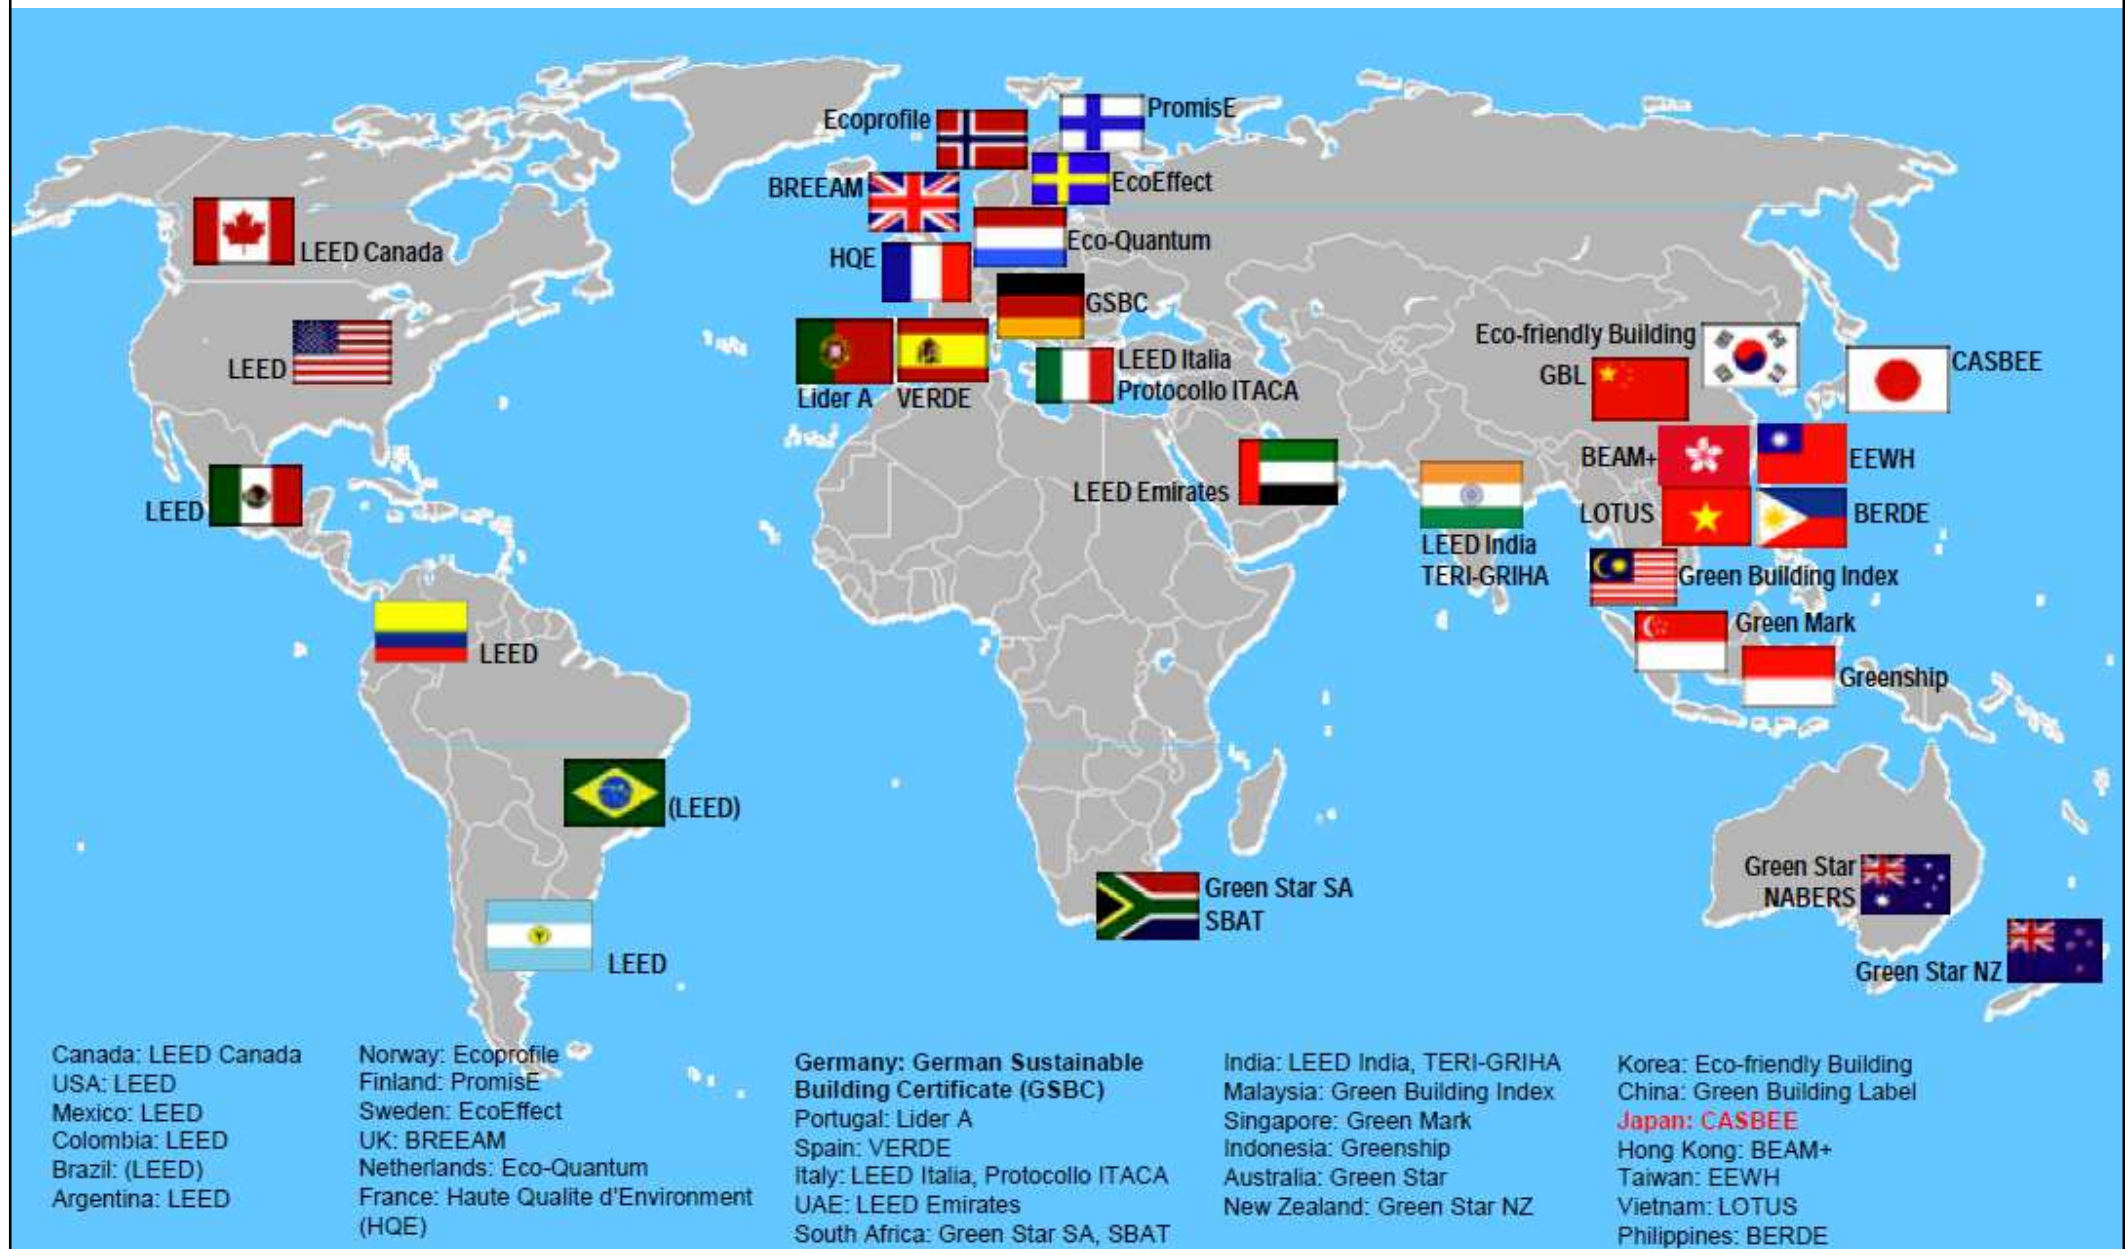 Ecoprofile
PromisE
BREEAM
EcoEffect
LEED Canada
HQE
Eco-Quantum
GSBC
LEED
Lider A
VERDE
LEED Italia
Protocollo ITACA
Eco-friendly Building
GBL
CASBEE
LEED
LEED Emirates
LEED India
TERI-GRIHA
BEAM+
EEWH
LOTUS
BERDE
Green Building Index
Green Mark
Greenship
LEED
(LEED)
LEED
Green Star SA
SBAT
Green Star
NABERS
Green Star NZ
Canada: LEED Canada
USA: LEED
Mexico: LEED
Colombia: LEED
Brazil: (LEED)
Argentina: LEED
Norway: Ecoprofile
Finland: PromisE
Sweden: EcoEffect
UK: BREEAM
Netherlands: Eco-Quantum
France: Haute Qualite d'Environment
(HQE)
Germany: German Sustainable
Building Certificate (GSBC)
Portugal: Lider A
Spain: VERDE
Italy: LEED Italia, Protocollo ITACA
UAE: LEED Emirates
South Africa: Green Star SA, SBAT
India: LEED India, TERI-GRIHA
Malaysia: Green Building Index
Singapore: Green Mark
Indonesia: Greenship
Australia: Green Star
New Zealand: Green Star NZ
Korea: Eco-friendly Building
China: Green Building Label
Japan: CASBEE
Hong Kong: BEAM+
Taiwan: EEWH
Vietnam: LOTUS
Philippines: BERDE